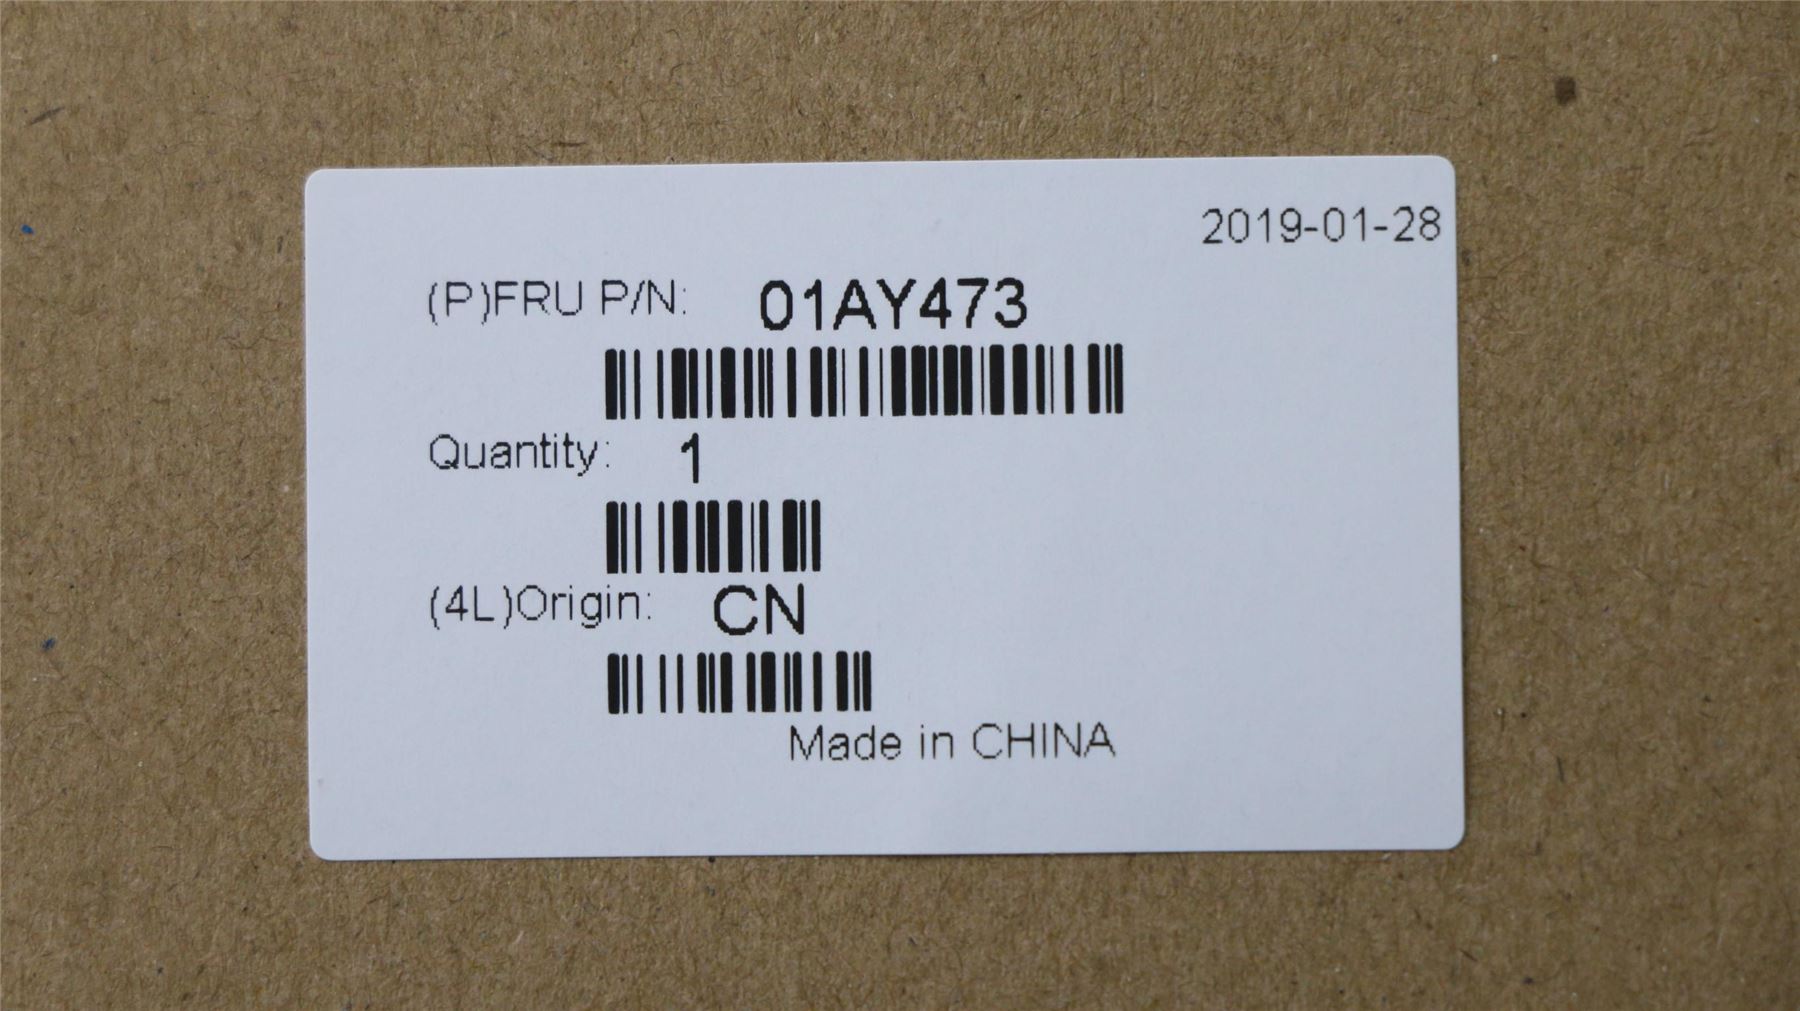 2019-01-28
(P)FRU P/N: 01AY473
Quantity: 1
(4L)Origin: CN
Made in CHINA